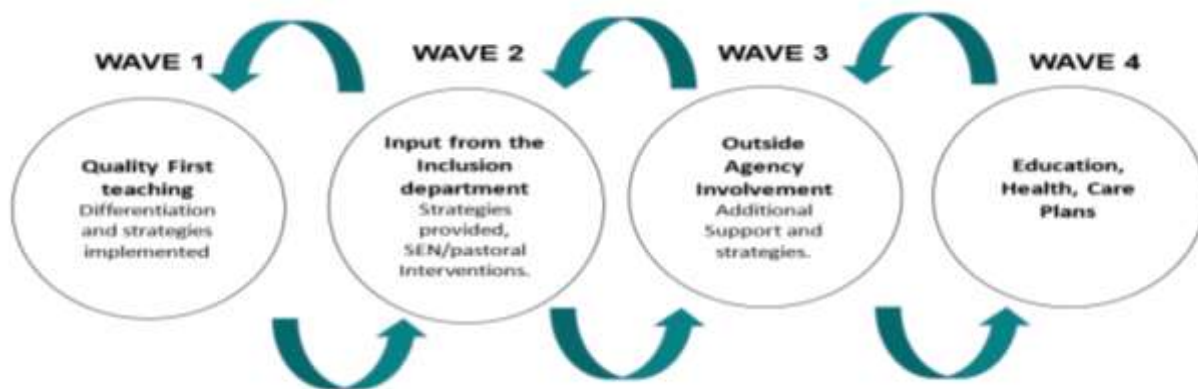 WAVE 1
Quality First
teaching
Differentiation
and strategies
implemented
WAVE 2
Input from the
Inclusion
department
Strategies
provided,
SEN/pastoral
Interventions.
WAVE 3
Outside
Agency
Involvement
Additional
Support and
strategies.
WAVE 4
Education,
Health, Care
Plans